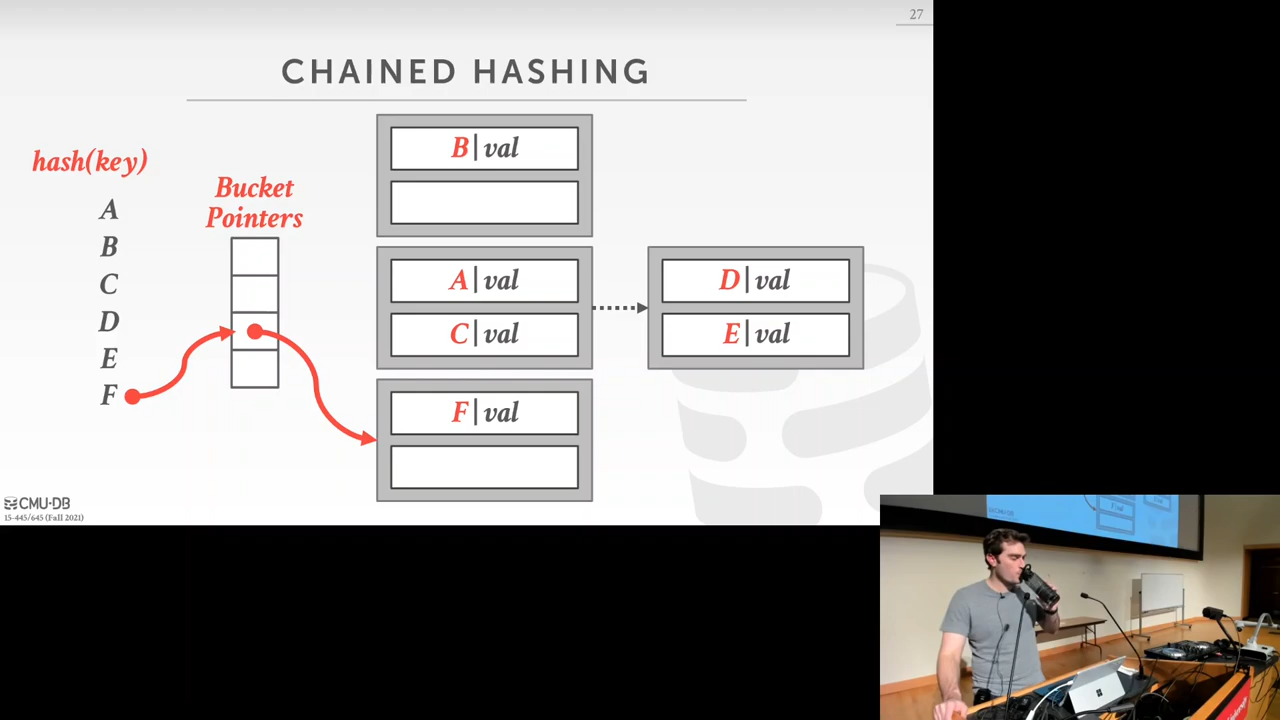 27
CHAINED HASHING
hash(key)
A
B
C
D
E
F
Bucket
Pointers
B|val
A|val
C|val
D|val
E|val
F|val
CMU·DB
15-445/645 (Fall 2021)